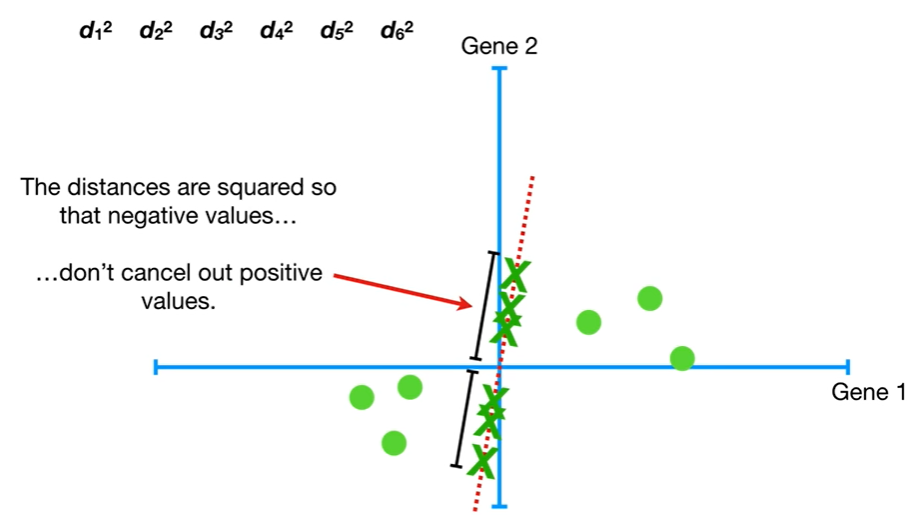 d₁² d₂² d₃² d₄² d₅² d₆²
Gene 2
The distances are squared so
that negative values…
…don't cancel out positive
values.
Gene 1